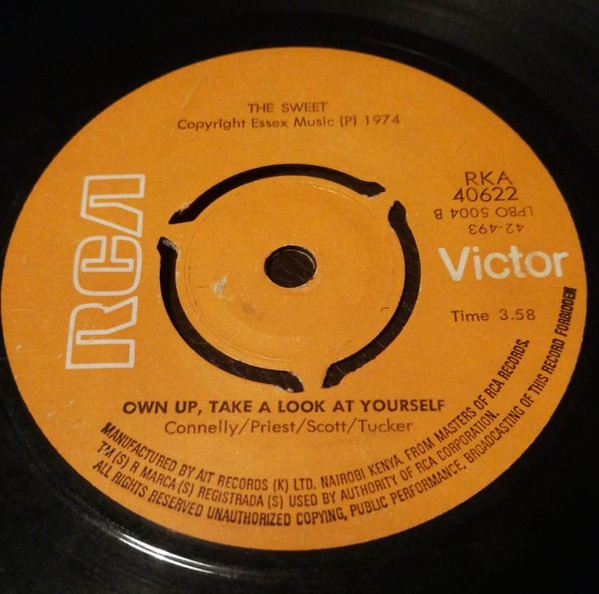 THE SWEET
Copyright Essex Music (P) 1974
RCA
RKA
40622
LPBO 5004 B
42-493
Victor
Time 3.58
OWN UP, TAKE A LOOK AT YOURSELF
Connelly/Priest/Scott/Tucker
MANUFACTURED BY AIT RECORDS (K) LTD. NAIROBI KENYA. FROM MASTERS OF RCA RECORDS.
TM(S) R MARCA (S) REGISTRADA (S) USED BY AUTHORITY OF RCA CORPORATION.
ALL RIGHTS RESERVED UNAUTHORIZED COPYING, PUBLIC PERFORMANCE, BROADCASTING OF THIS RECORD FORBIDDEN